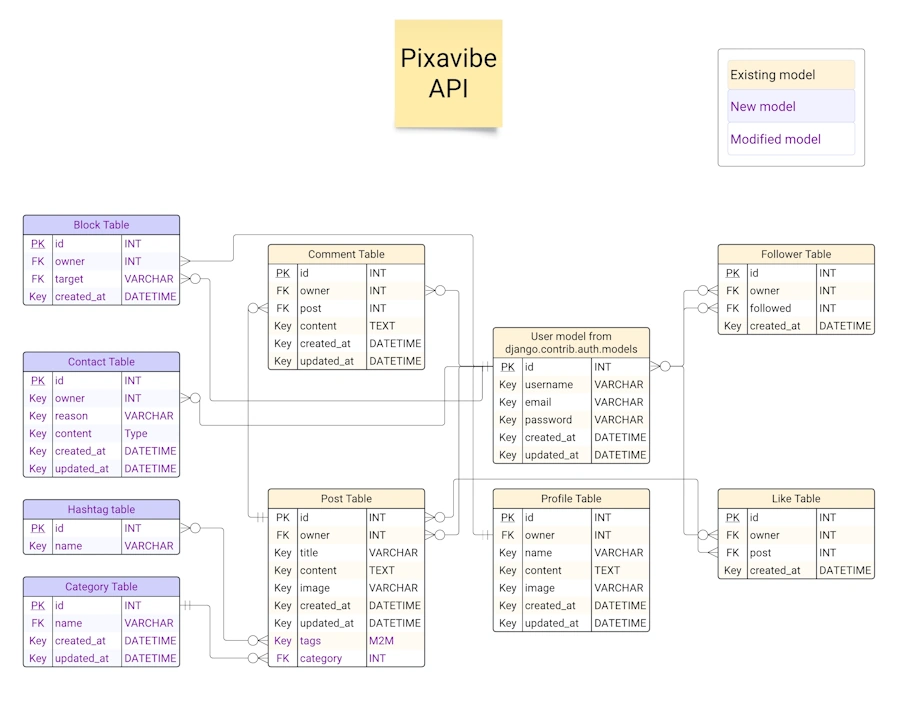 Pixavibe
API
Existing model
New model
Modified model
Block Table
PK id INT
FK owner INT
FK target VARCHAR
Key created_at DATETIME
Comment Table
PK id INT
FK owner INT
FK post INT
Key content TEXT
Key created_at DATETIME
Key updated_at DATETIME
Follower Table
PK id INT
FK owner INT
FK followed INT
Key created_at DATETIME
User model from
django.contrib.auth.models
PK id INT
Key username VARCHAR
Key email VARCHAR
Key password VARCHAR
Key created_at DATETIME
Key updated_at DATETIME
Contact Table
PK id INT
Key owner INT
Key reason VARCHAR
Key content Type
Key created_at DATETIME
Key updated_at DATETIME
Hashtag table
PK id INT
Key name VARCHAR
Category Table
PK id INT
FK name VARCHAR
Key created_at DATETIME
Key updated_at DATETIME
Post Table
PK id INT
FK owner INT
Key title VARCHAR
Key content TEXT
Key image VARCHAR
Key created_at DATETIME
Key updated_at DATETIME
Key tags M2M
FK category INT
Profile Table
PK id INT
FK owner INT
Key name VARCHAR
Key content TEXT
Key image VARCHAR
Key created_at DATETIME
Key updated_at DATETIME
Like Table
PK id INT
FK owner INT
FK post INT
Key created_at DATETIME